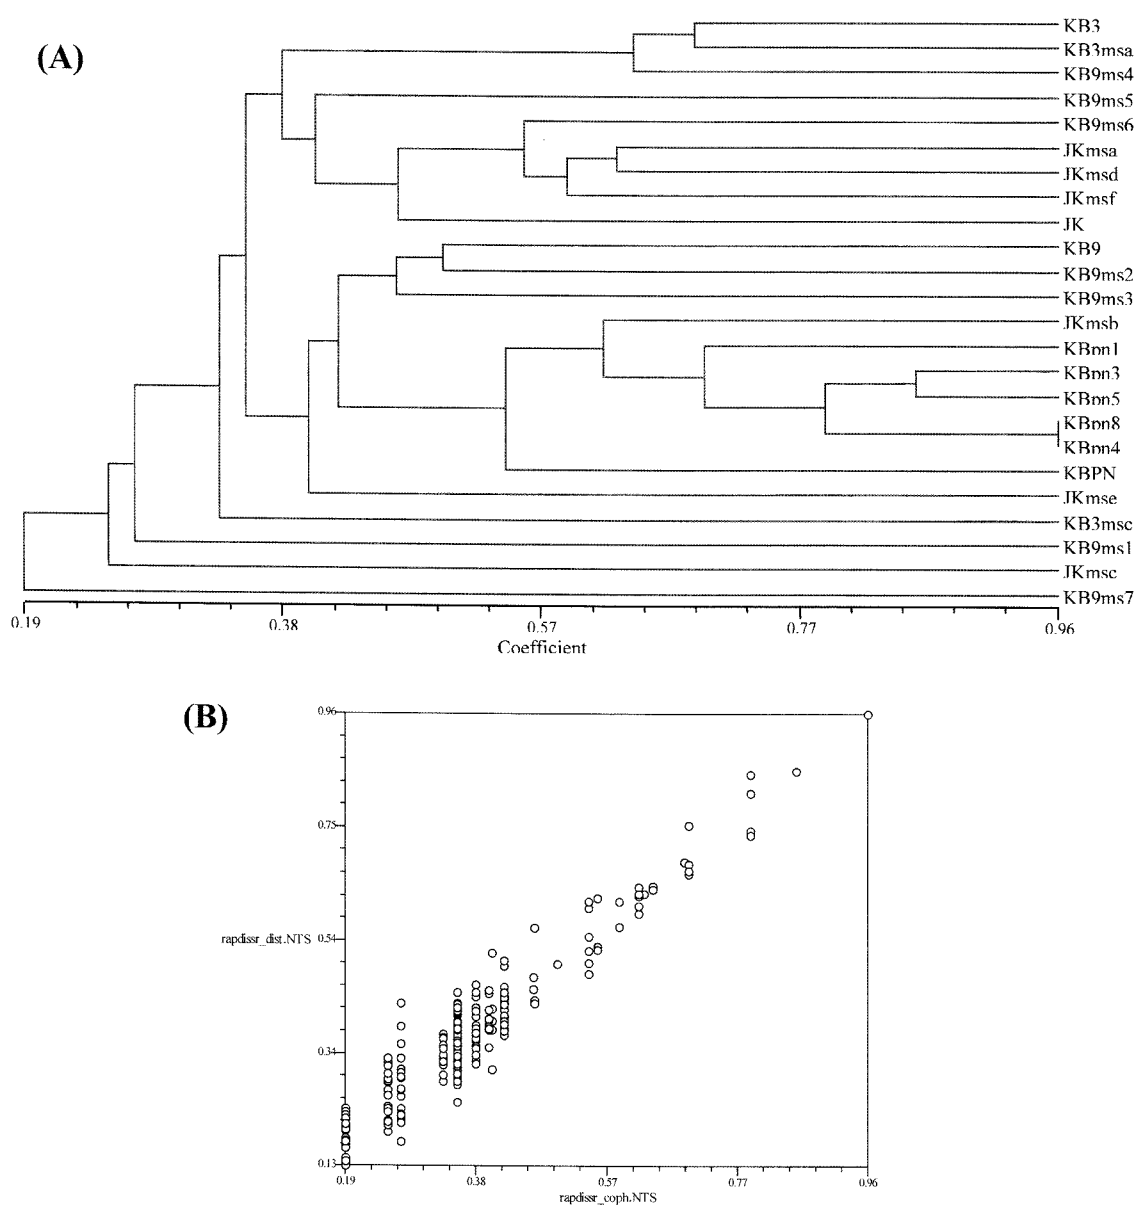 (A)
KB3
KB3msa
KB9ms4
KB9ms5
KB9ms6
JKmsa
JKmsd
JKmsf
JK
KB9
KB9ms2
KB9ms3
JKmsb
KBpn1
KBpn3
KBpn5
KBpn8
KBpn4
KBPN
JKmse
KB3msc
KB9ms1
JKmsc
KB9ms7
0.19 0.38 0.57 0.77 0.96
Coefficient
(B)
0.96
0.75
rapdissr_dist.NTS 0.54
0.34
0.13
0.19 0.38 0.57 0.77 0.96
rapdissr_coph.NTS